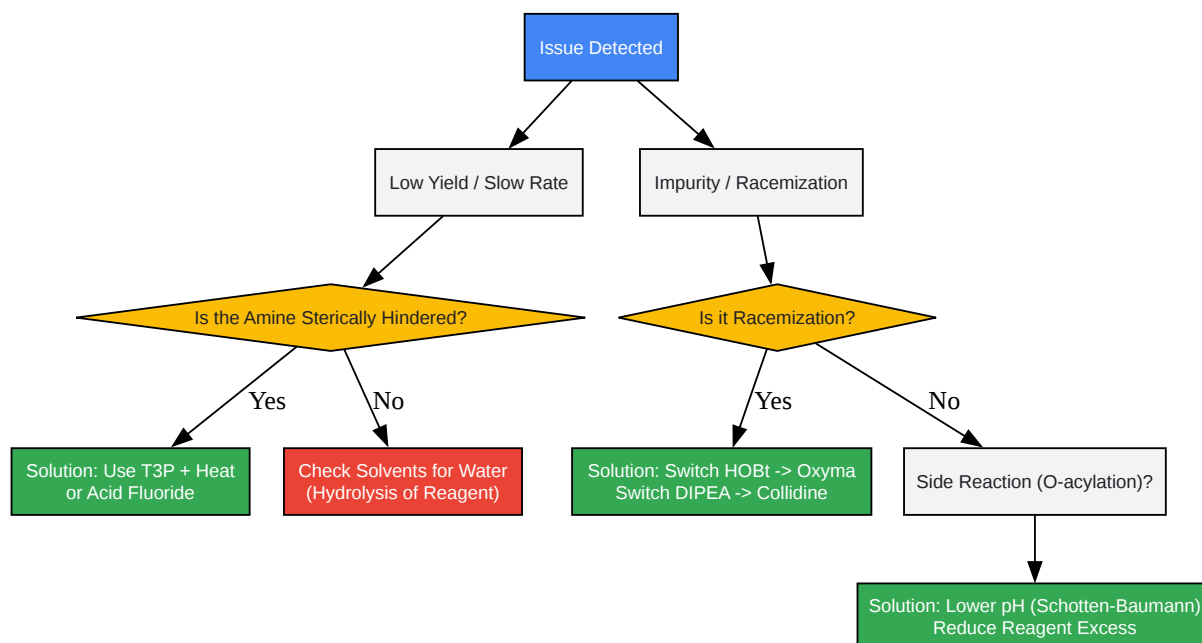 Issue Detected
Low Yield / Slow Rate
Impurity / Racemization
Is the Amine Sterically Hindered?
Is it Racemization?
Yes
No
Yes
No
Solution: Use T3P + Heat
or Acid Fluoride
Check Solvents for Water
(Hydrolysis of Reagent)
Solution: Switch HOBt -> Oxyma
Switch DIPEA -> Collidine
Side Reaction (O-acylation)?
Solution: Lower pH (Schotten-Baumann)
Reduce Reagent Excess